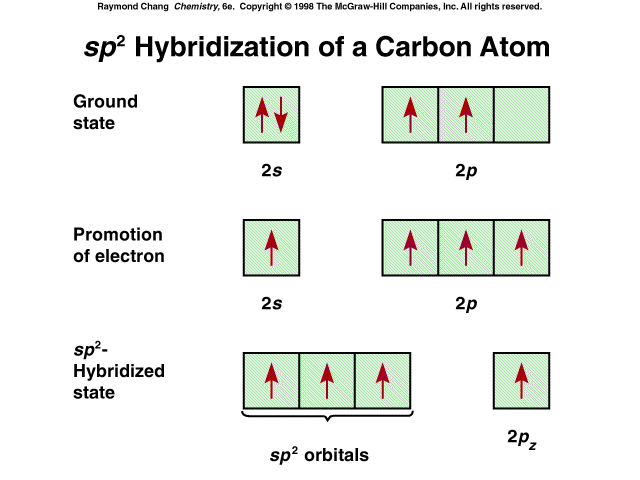 Raymond Chang Chemistry, 6e. Copyright © 1998 The McGraw-Hill Companies, Inc. All rights reserved.
sp² Hybridization of a Carbon Atom
Ground
state
2s
2p
Promotion
of electron
2s
2p
sp²-
Hybridized
state
sp² orbitals
2pz